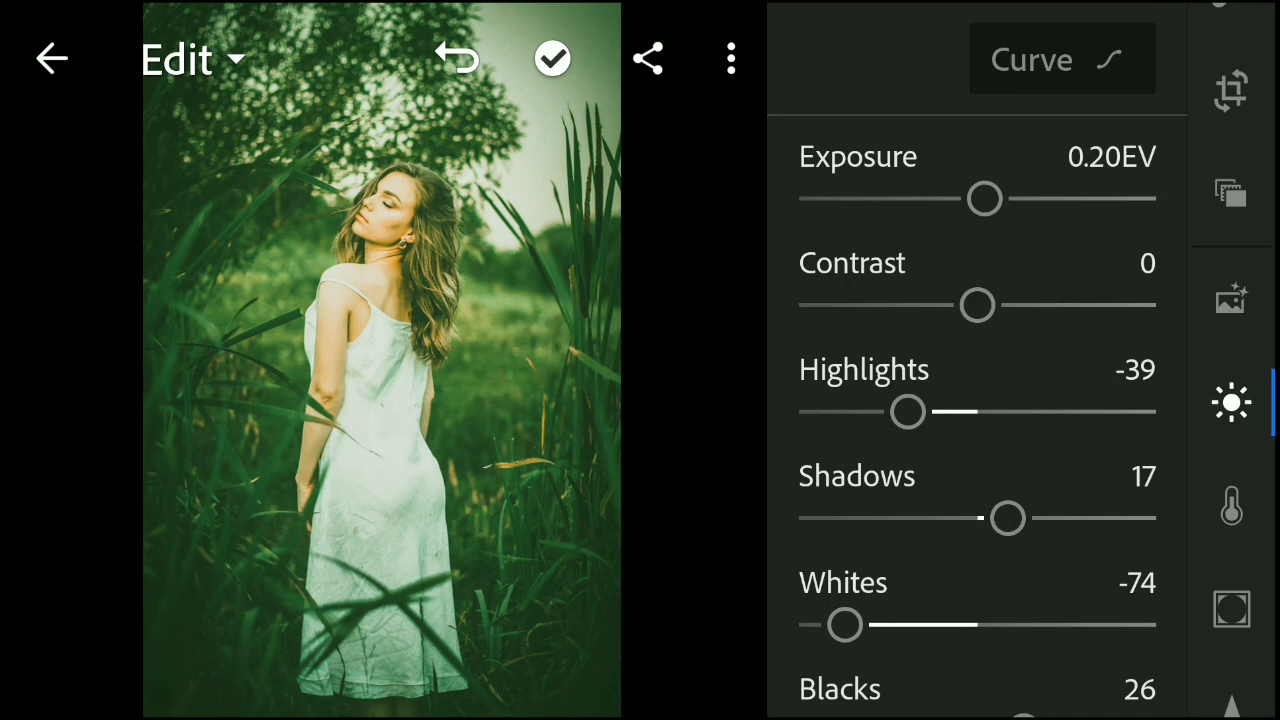 Edit
Curve
Exposure 0.20EV
Contrast 0
Highlights -39
Shadows 17
Whites -74
Blacks 26